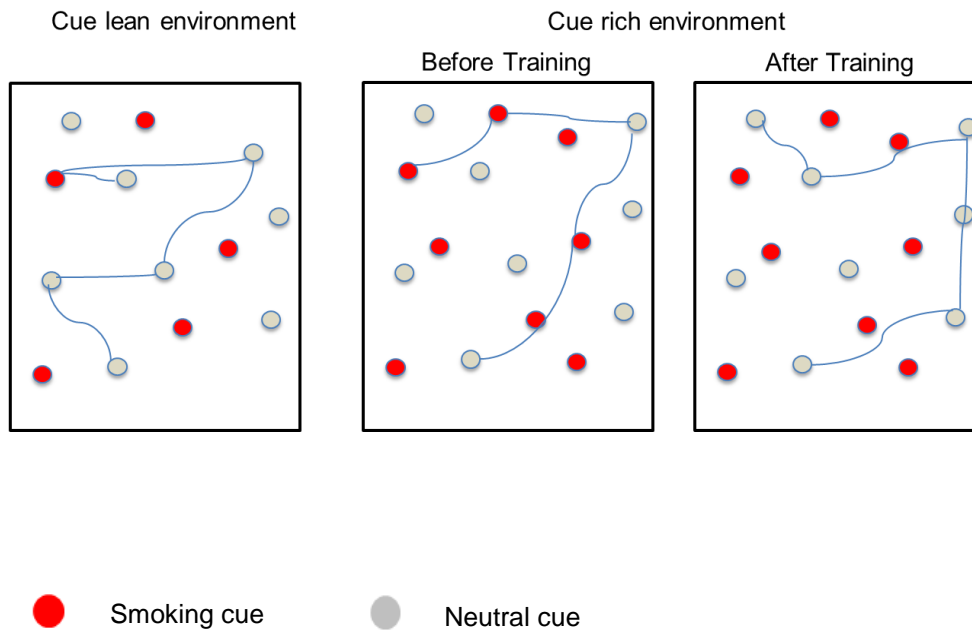 Cue lean environment
Cue rich environment
Before Training
After Training
Smoking cue
Neutral cue